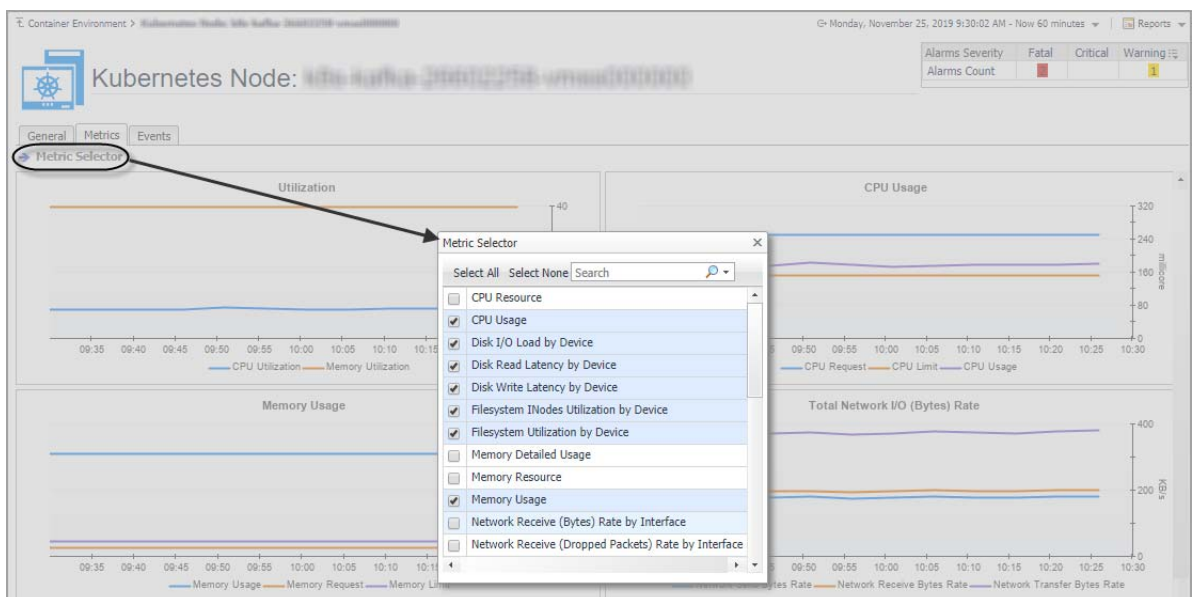 Container Environment >
Monday, November 25, 2019 9:30:02 AM - Now 60 minutes
Reports
Kubernetes Node:
Alarms Severity Fatal Critical Warning
Alarms Count 2 1
General Metrics Events
Metric Selector
Utilization
40
CPU Usage
320
240
160
80
0
millicore
09:35 09:40 09:45 09:50 09:55 10:00 10:05 10:10 10:15
CPU Utilization Memory Utilization
09:50 09:55 10:00 10:05 10:10 10:15 10:20 10:25 10:30
CPU Request CPU Limit CPU Usage
Metric Selector
Select All Select None Search
CPU Resource
CPU Usage
Disk I/O Load by Device
Disk Read Latency by Device
Disk Write Latency by Device
Filesystem INodes Utilization by Device
Filesystem Utilization by Device
Memory Detailed Usage
Memory Resource
Memory Usage
Network Receive (Bytes) Rate by Interface
Network Receive (Dropped Packets) Rate by Interface
Memory Usage
09:35 09:40 09:45 09:50 09:55 10:00 10:05 10:10
Memory Usage Memory Request Memory Limit
Total Network I/O (Bytes) Rate
400
200
0
KB/s
09:50 09:55 10:00 10:05 10:10 10:15 10:20 10:25 10:30
Bytes Rate Network Receive Bytes Rate Network Transfer Bytes Rate